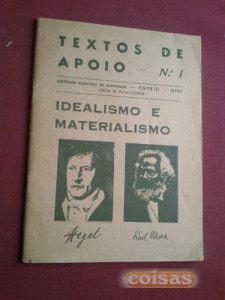 TEXTOS DE
APOIO - N.º 1
IDEALISMO E
MATERIALISMO
Hegel
Karl Marx
coisas